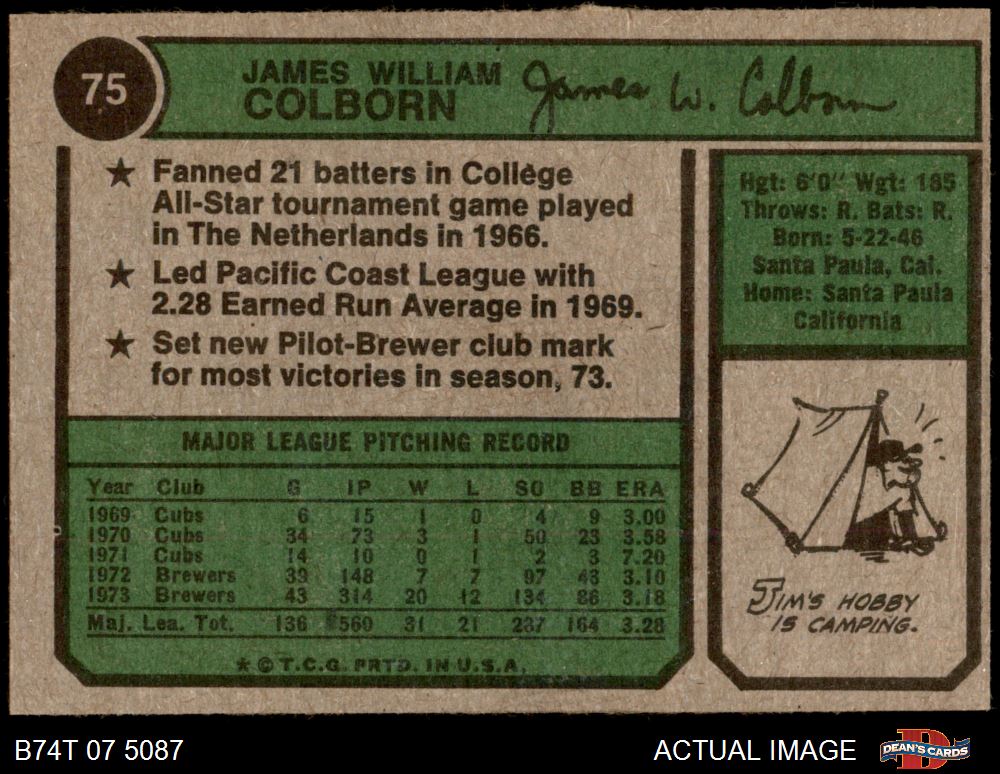 75
JAMES WILLIAM
COLBORN
James W. Colborn
★ Fanned 21 batters in College
All-Star tournament game played
in The Netherlands in 1966.
★ Led Pacific Coast League with
2.28 Earned Run Average in 1969.
★ Set new Pilot-Brewer club mark
for most victories in season, 73.
Hgt: 6'0" Wgt: 185
Throws: R. Bats: R.
Born: 5-22-46
Santa Paula, Cal.
Home: Santa Paula
California
MAJOR LEAGUE PITCHING RECORD
Year Club G IP W L SO BB ERA
1969 Cubs 6 15 1 0 4 9 3.00
1970 Cubs 34 73 3 1 50 23 3.58
1971 Cubs 14 10 0 1 2 3 7.20
1972 Brewers 39 148 7 7 97 43 3.10
1973 Brewers 43 314 20 12 134 86 3.18
Maj. Lea. Tot. 136 560 31 21 287 164 3.28
★ © T.C.G. PRTD. IN U.S.A.
JIM'S HOBBY
IS CAMPING.
B74T 07 5087
ACTUAL IMAGE
DEAN'S CARDS